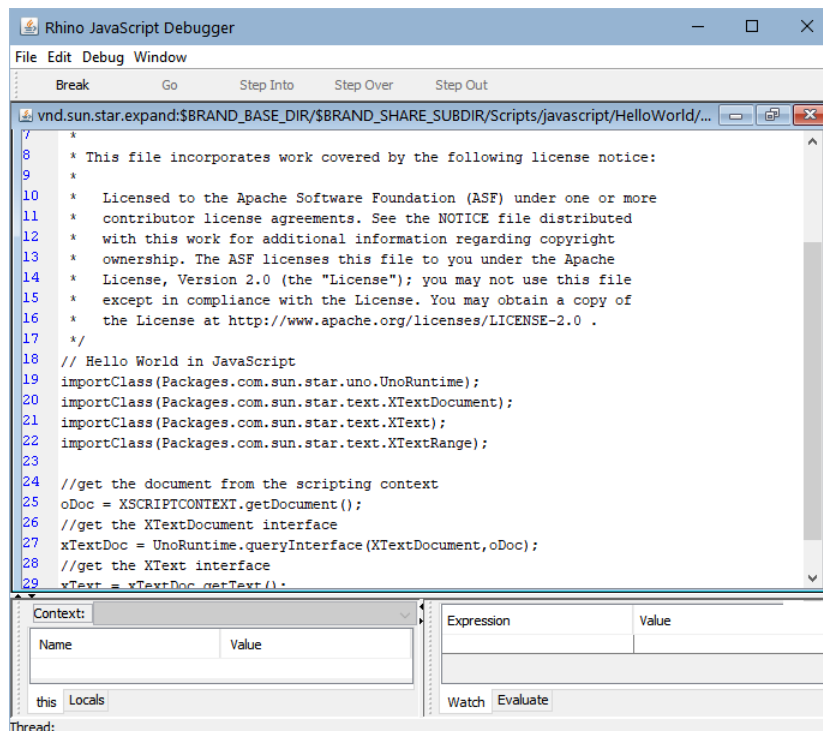 Rhino JavaScript Debugger
File Edit Debug Window
Break Go Step Into Step Over Step Out
vnd.sun.star.expand:$BRAND_BASE_DIR/$BRAND_SHARE_SUBDIR/Scripts/javascript/HelloWorld/...
7 *
8 * This file incorporates work covered by the following license notice:
9 *
10 *   Licensed to the Apache Software Foundation (ASF) under one or more
11 *   contributor license agreements. See the NOTICE file distributed
12 *   with this work for additional information regarding copyright
13 *   ownership. The ASF licenses this file to you under the Apache
14 *   License, Version 2.0 (the "License"); you may not use this file
15 *   except in compliance with the License. You may obtain a copy of
16 *   the License at http://www.apache.org/licenses/LICENSE-2.0 .
17 */
18 // Hello World in JavaScript
19 importClass(Packages.com.sun.star.uno.UnoRuntime);
20 importClass(Packages.com.sun.star.text.XTextDocument);
21 importClass(Packages.com.sun.star.text.XText);
22 importClass(Packages.com.sun.star.text.XTextRange);
23
24 //get the document from the scripting context
25 oDoc = XSCRIPTCONTEXT.getDocument();
26 //get the XTextDocument interface
27 xTextDoc = UnoRuntime.queryInterface(XTextDocument,oDoc);
28 //get the XText interface
29 xText = xTextDoc.getText();
Context:
Name Value
this Locals
Expression Value
Watch Evaluate
Thread: